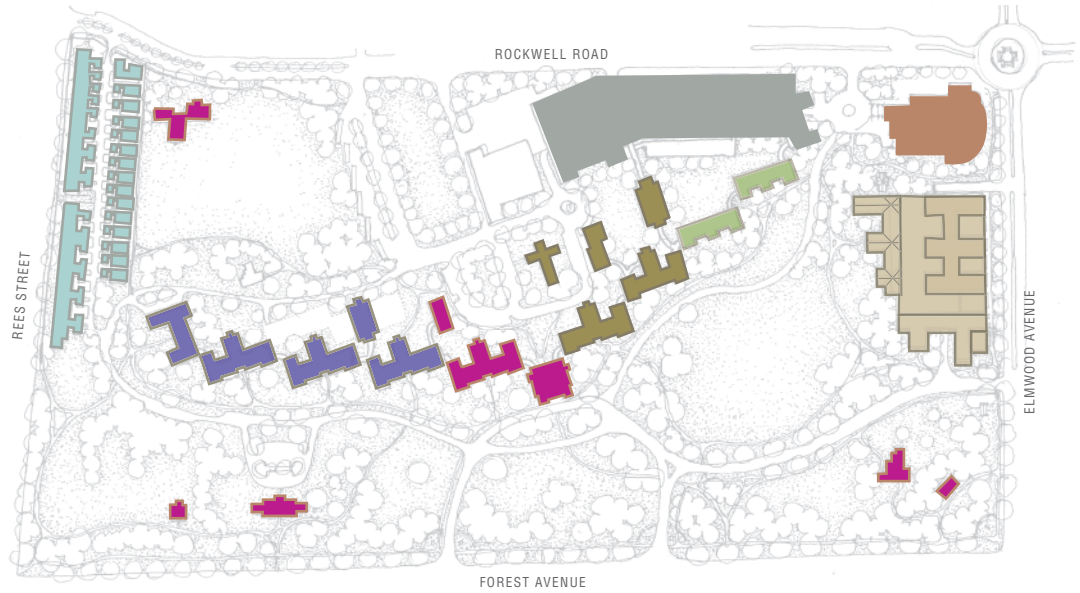 ROCKWELL ROAD
REES STREET
ELMWOOD AVENUE
FOREST AVENUE